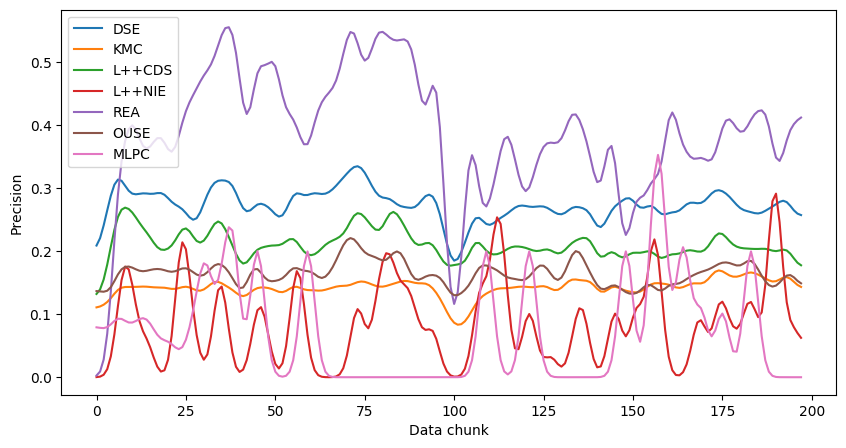 DSE
KMC
L++CDS
L++NIE
REA
OUSE
MLPC
0.5
0.4
0.3
0.2
0.1
0.0
Precision
0 25 50 75 100 125 150 175 200
Data chunk